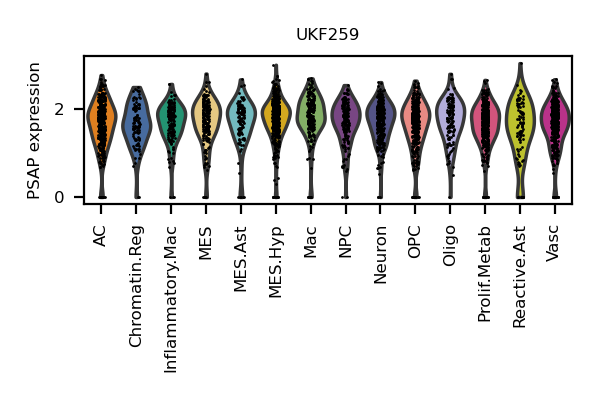 UKF259
PSAP expression
2
0
AC
Chromatin.Reg
Inflammatory.Mac
MES
MES.Ast
MES.Hyp
Mac
NPC
Neuron
OPC
Oligo
Prolif.Metab
Reactive.Ast
Vasc